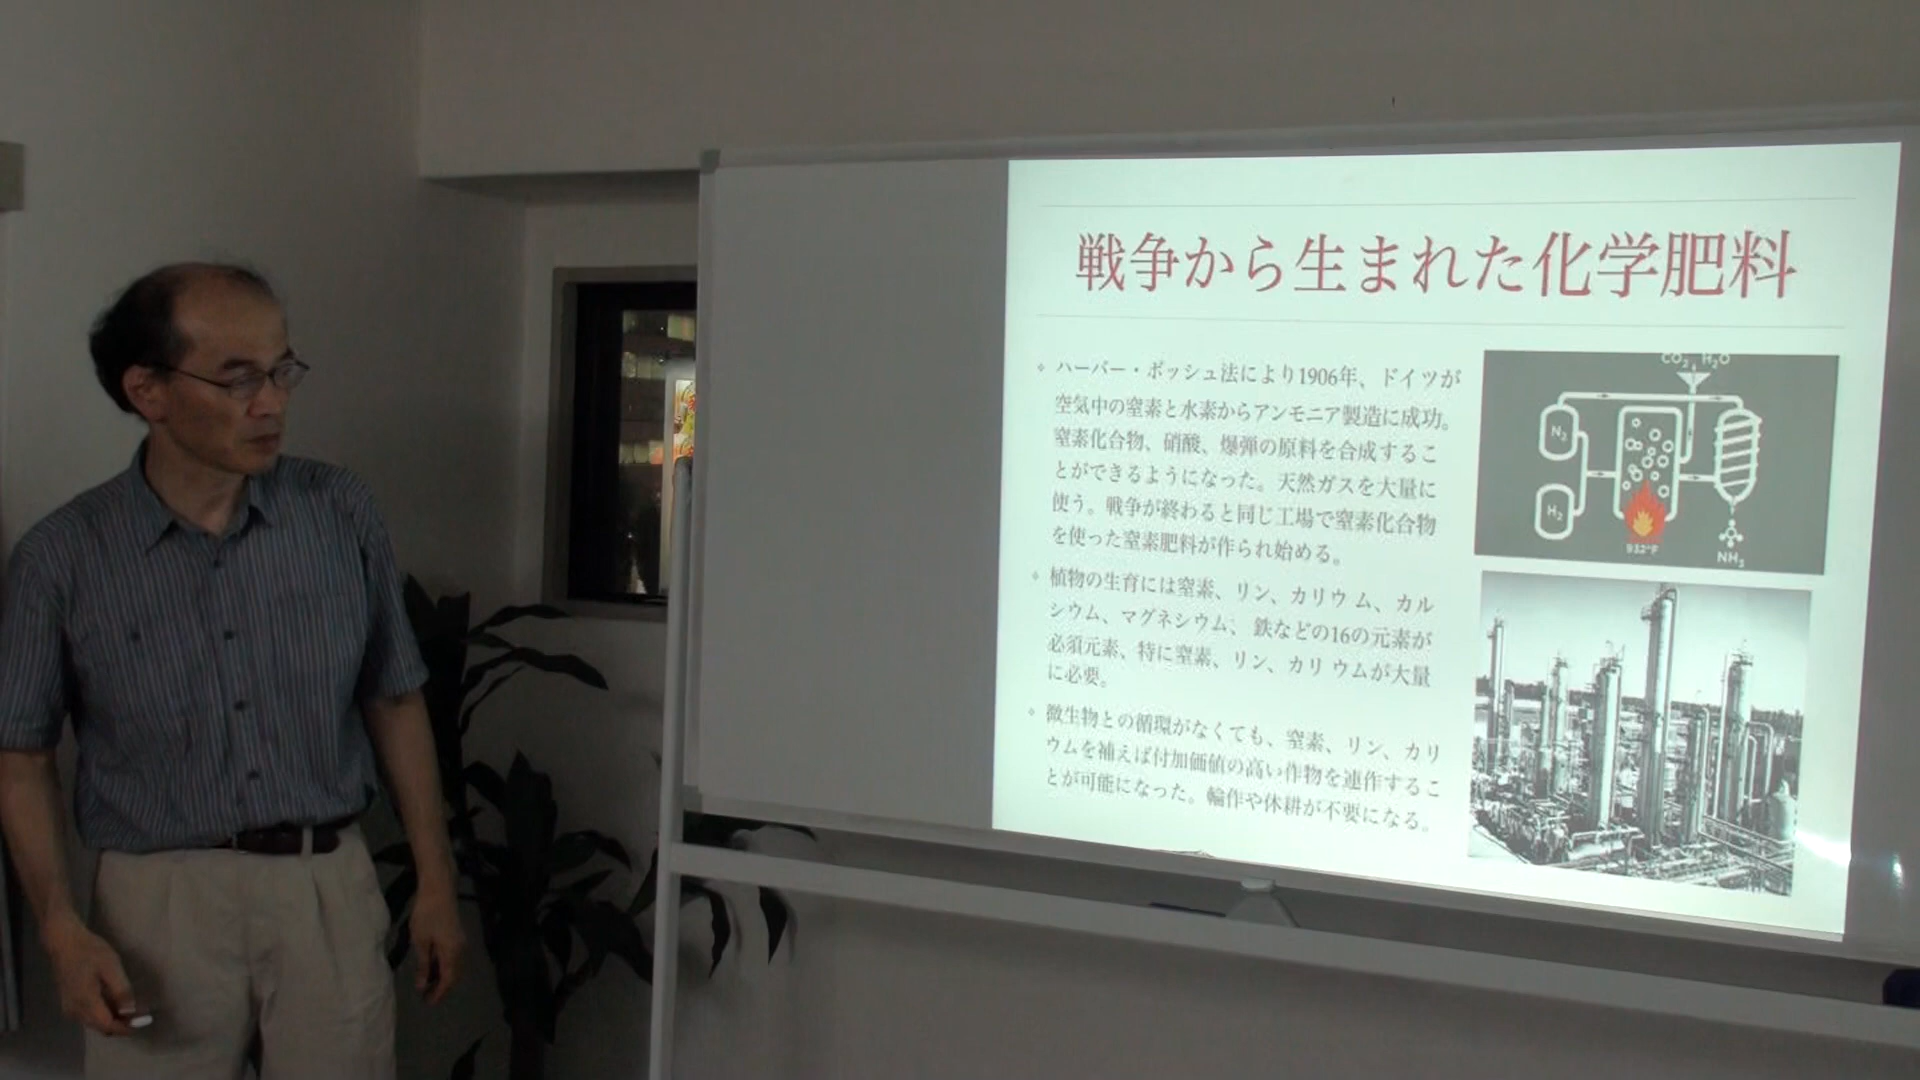 戦争から生まれた化学肥料
ハーバー・ボッシュ法により1906年、ドイツが
空気中の窒素と水素からアンモニア製造に成功。
窒素化合物、硝酸、爆弾の原料を合成するこ
とができるようになった。天然ガスを大量に
使う。戦争が終わると同じ工場で窒素化合物
を使った窒素肥料が作られ始める。
植物の生育には窒素、リン、カリウム、カル
シウム、マグネシウム、鉄などの16の元素が
必須元素、特に窒素、リン、カリウムが大量
に必要。
微生物との循環がなくても、窒素、リン、カリ
ウムを補えば付加価値の高い作物を連作するこ
とが可能になった。輪作や休耕が不要になる。
CO2 H2O
N2
H2
932°F
NH3